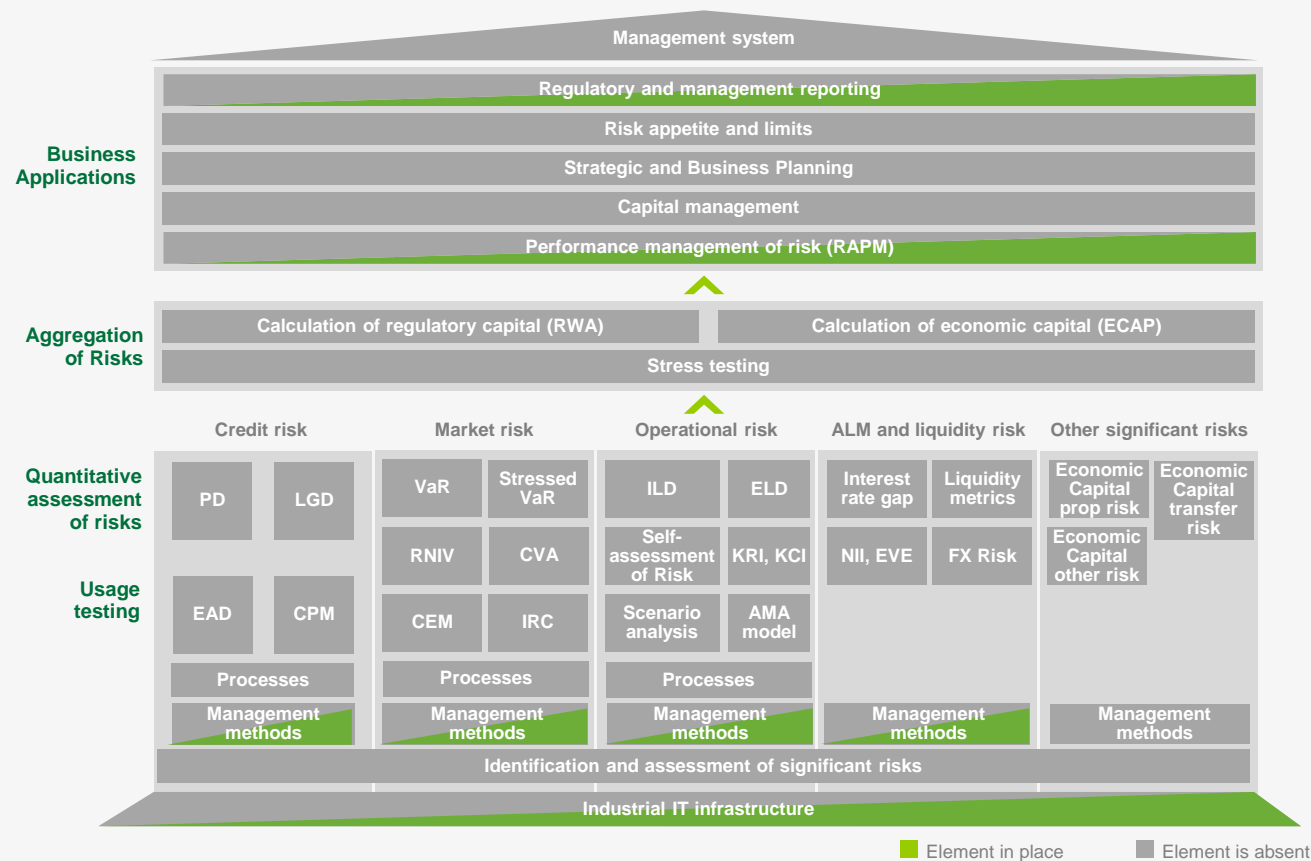 Management system
Business
Applications
Regulatory and management reporting
Risk appetite and limits
Strategic and Business Planning
Capital management
Performance management of risk (RAPM)
Aggregation
of Risks
Calculation of regulatory capital (RWA)
Calculation of economic capital (ECAP)
Stress testing
Quantitative
assessment
of risks
Usage
testing
Credit risk
PD
LGD
EAD
CPM
Processes
Management
methods
Market risk
VaR
Stressed
VaR
RNIV
CVA
CEM
IRC
Processes
Management
methods
Operational risk
ILD
ELD
Self-
assessment
of Risk
KRI, KCI
Scenario
analysis
AMA
model
Processes
Management
methods
ALM and liquidity risk
Interest
rate gap
Liquidity
metrics
NII, EVE
FX Risk
Management
methods
Other significant risks
Economic
Capital
prop risk
Economic
Capital
transfer
risk
Economic
Capital
other risk
Management
methods
Identification and assessment of significant risks
Industrial IT infrastructure
Element in place
Element is absent